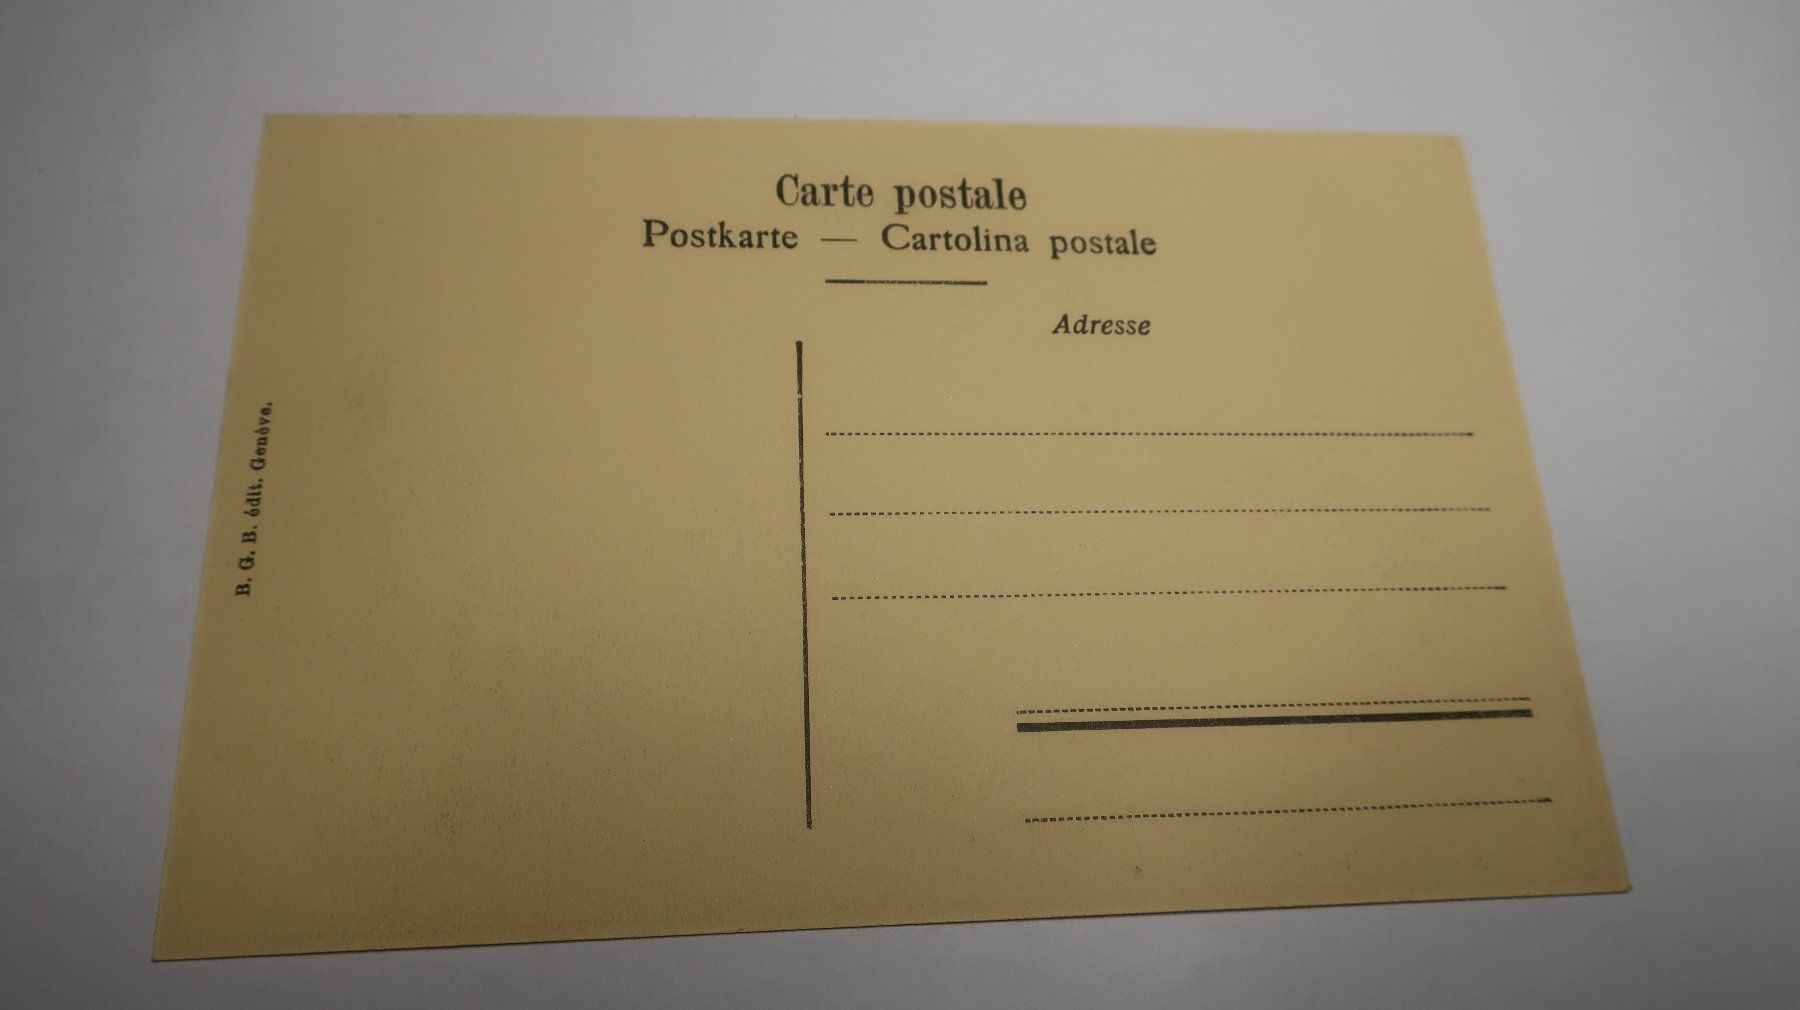 Carte postale
Postkarte — Cartolina postale
Adresse
B. G. B. édit. Genève.